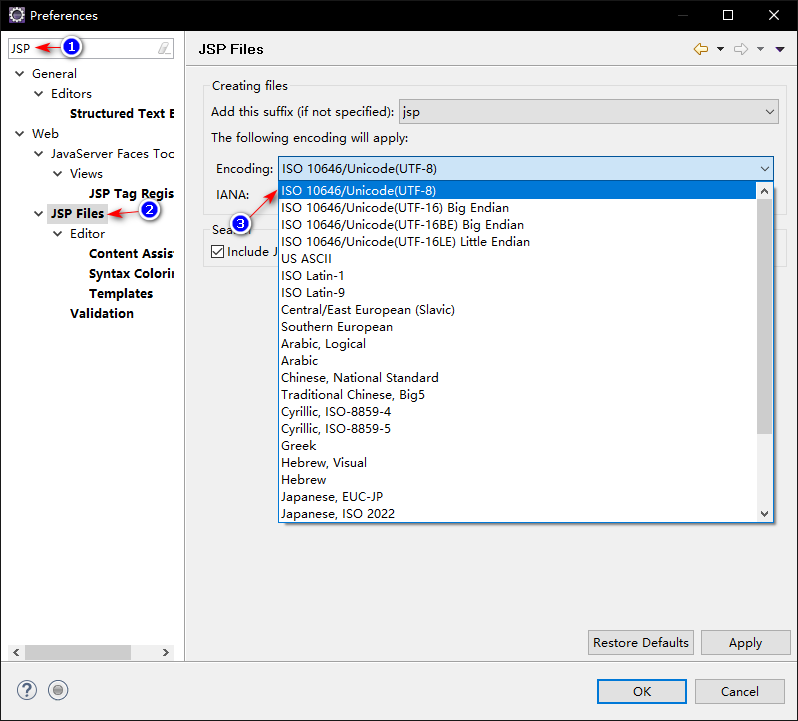 Preferences
JSP
1
General
Editors
Structured Text E
Web
JavaServer Faces Too
Views
JSP Tag Regis
JSP Files
2
Editor
Content Assis
Syntax Colorin
Templates
Validation
JSP Files
Creating files
Add this suffix (if not specified): jsp
The following encoding will apply:
Encoding: ISO 10646/Unicode(UTF-8)
IANA:
3
ISO 10646/Unicode(UTF-8)
ISO 10646/Unicode(UTF-16) Big Endian
ISO 10646/Unicode(UTF-16BE) Big Endian
ISO 10646/Unicode(UTF-16LE) Little Endian
US ASCII
ISO Latin-1
ISO Latin-9
Central/East European (Slavic)
Southern European
Arabic, Logical
Arabic
Chinese, National Standard
Traditional Chinese, Big5
Cyrillic, ISO-8859-4
Cyrillic, ISO-8859-5
Greek
Hebrew, Visual
Hebrew
Japanese, EUC-JP
Japanese, ISO 2022
Include J
Restore Defaults
Apply
?
OK
Cancel